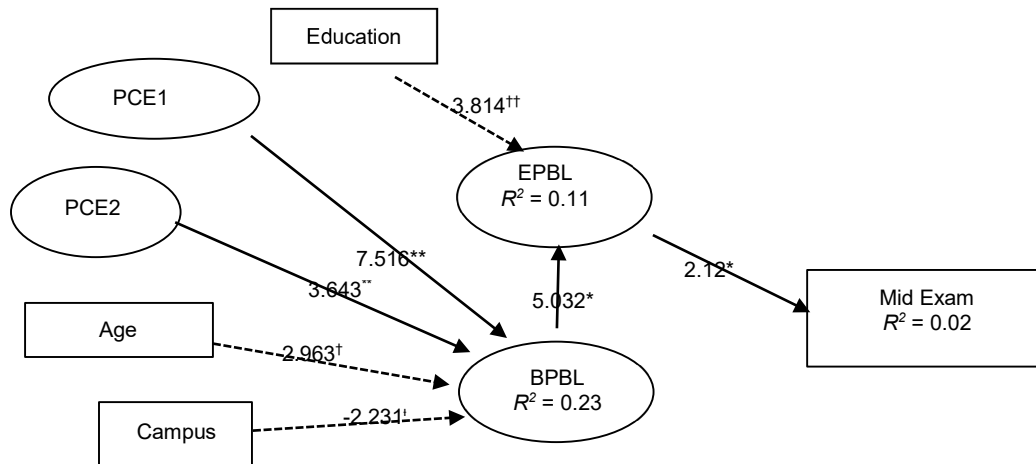 Education
PCE1
3.814††
EPBL
R² = 0.11
PCE2
7.516**
3.643**
2.12*
5.032*
Mid Exam
R² = 0.02
Age
2.963†
BPBL
R² = 0.23
-2.231ᵗ
Campus